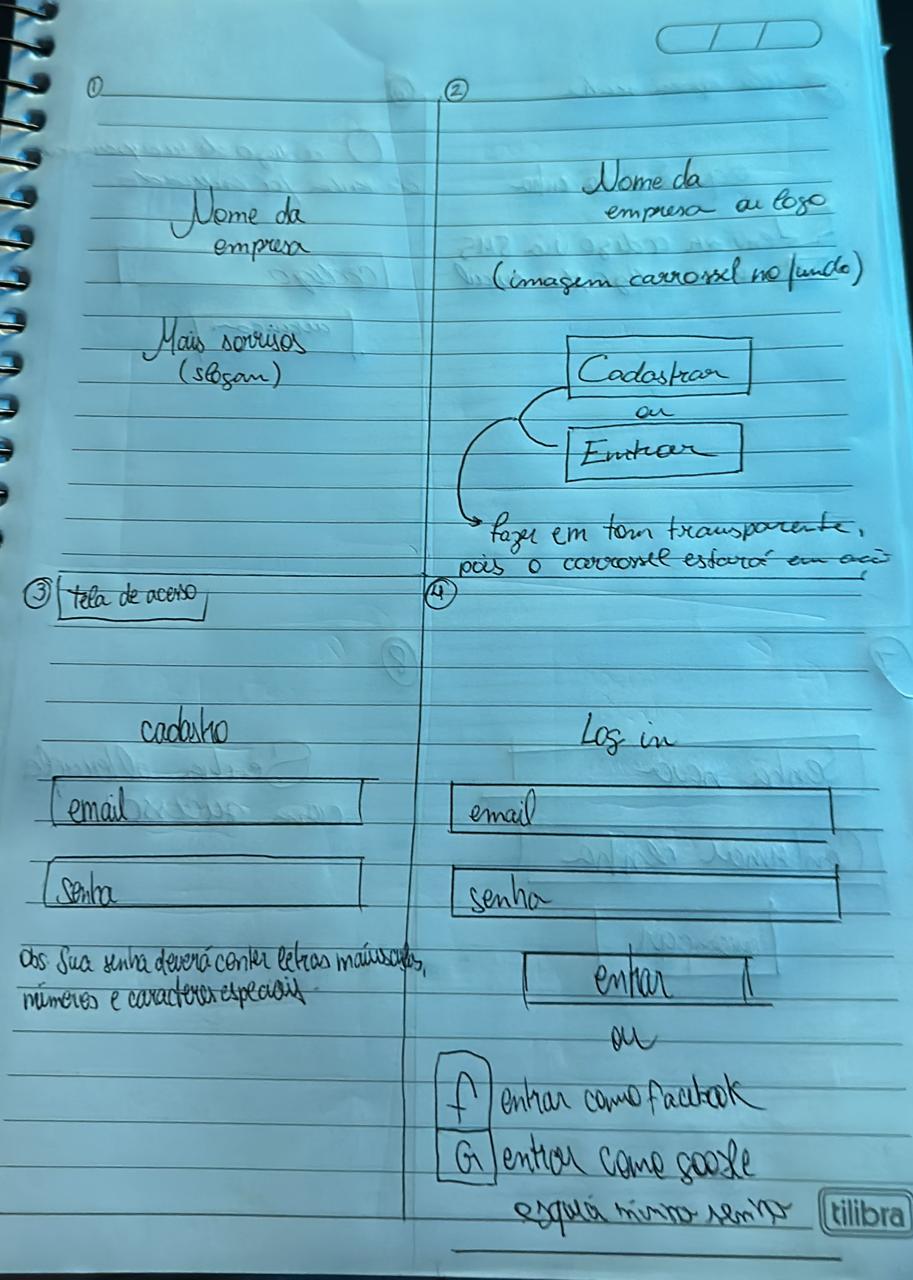 ①
Nome da
empresa
Mais sorrisos
(slogan)
②
Nome da
empresa ou logo
(imagem carrossel no fundo)
Cadastrar
ou
Entrar
fazer em tom transparente,
pois o carrossel estará em
③ tela de acesso
cadastro
email
senha
Obs: Sua senha deverá conter letras maiúsculas,
números e caracteres especiais.
④
Log in
email
senha
entrar
ou
f entrar como facebook
G entrar como google
minha senha
tilibra